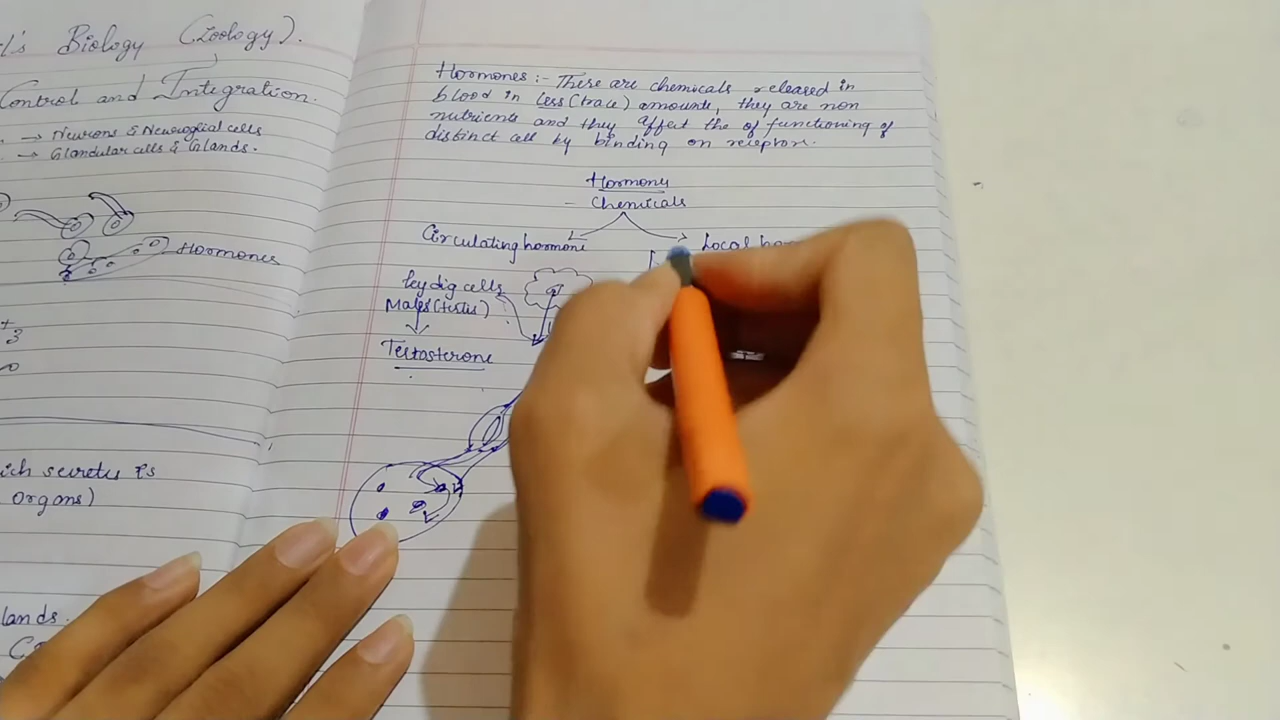 l's Biology (Zoology).
Control and Integration.
→ Neurons & Neuroglial cells
→ Glandular cells & Glands.
Hormones
+3
ich secretes is
organs)
lands.
Hormones :- These are chemicals released in
blood in less (trace) amounts, they are non
nutrients and they affect the of functioning of
distinct cell by binding on receptor.
Hormones
- Chemicals
Circulating hormone
Local
Leydig cells
Males (testis)
Testosterone